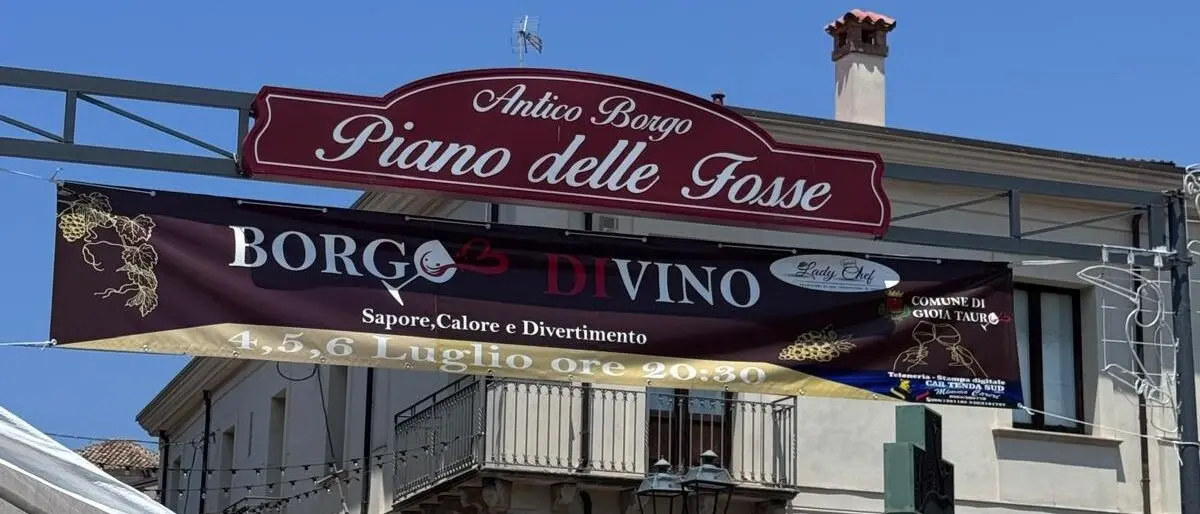 Antico Borgo
Piano delle Fosse
BORGO DIVINO
Lady Chef
Sapore,Calore e Divertimento
4,5,6 Luglio ore 20:30
COMUNE DI
GIOIA TAURO
Teloneria - Stampa digitale
CAR TENDA SUD